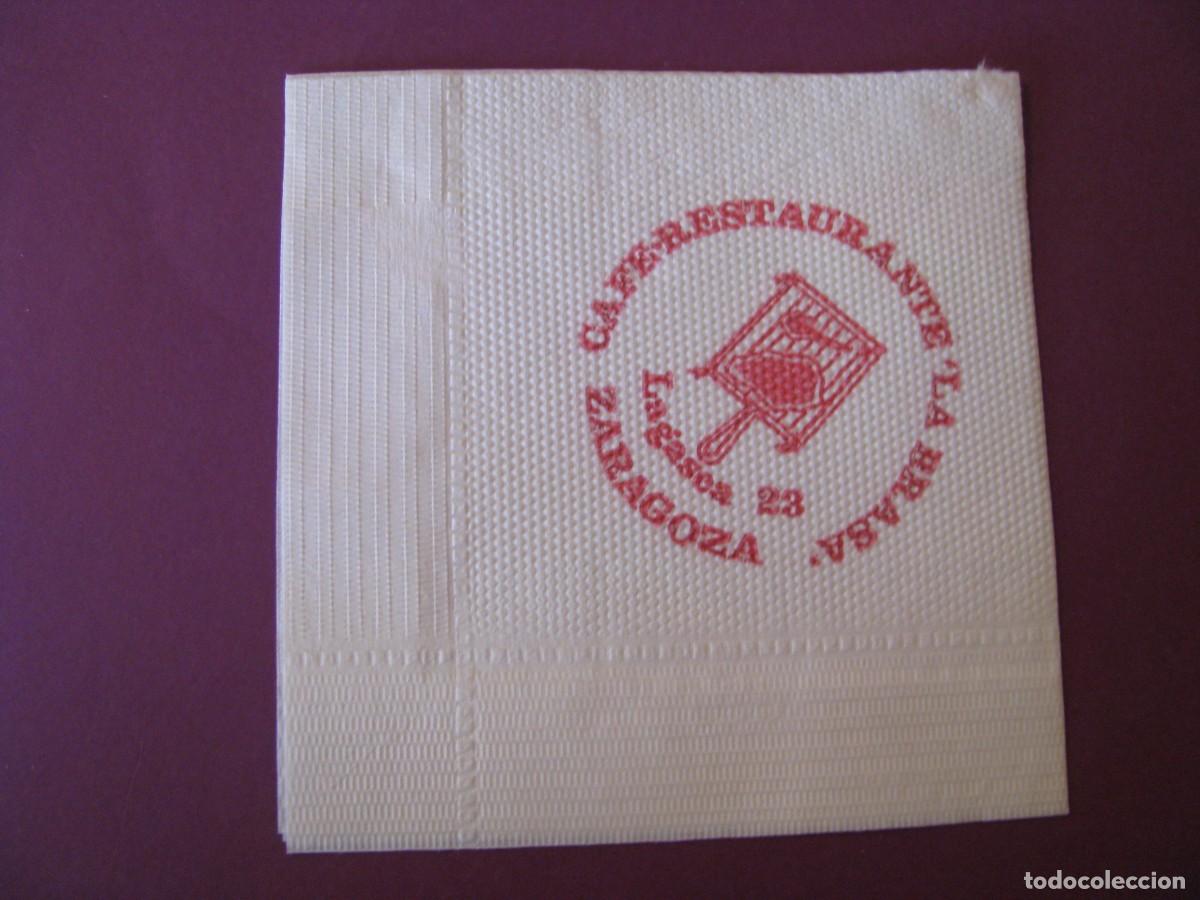 CAFE-RESTAURANTE 'LA BRASA'
Lagasca 23
ZARAGOZA
todocoleccion